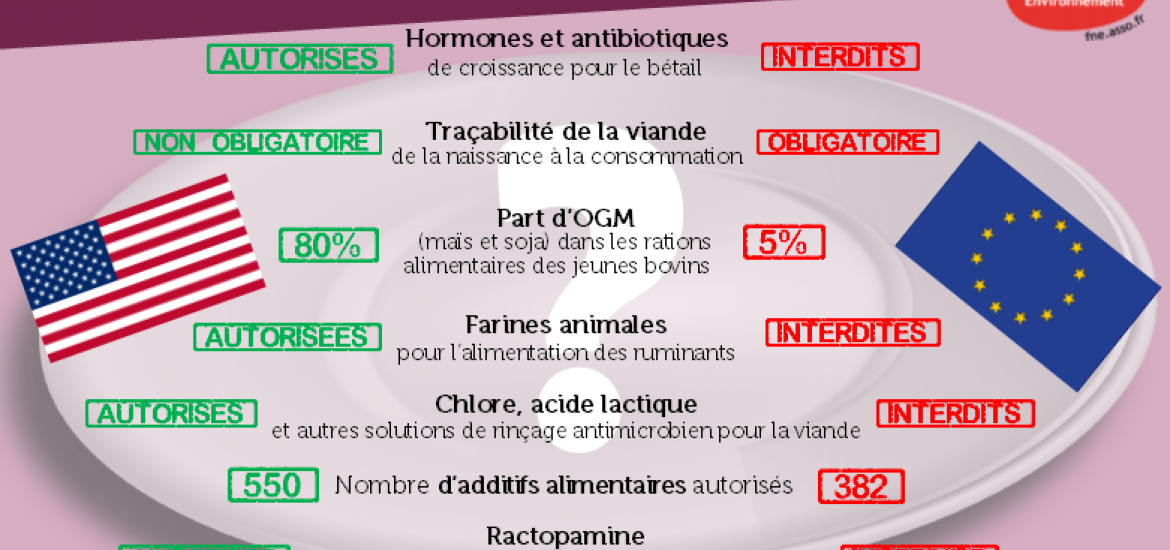 Environnement
fne.asso.fr
Hormones et antibiotiques
AUTORISES
de croissance pour le bétail
INTERDITS
Traçabilité de la viande
NON OBLIGATOIRE
de la naissance à la consommation
OBLIGATOIRE
Part d'OGM
80%
(maïs et soja) dans les rations
alimentaires des jeunes bovins
5%
Farines animales
AUTORISEES
pour l'alimentation des ruminants
INTERDITES
Chlore, acide lactique
AUTORISES
et autres solutions de rinçage antimicrobien pour la viande
INTERDITS
550
Nombre d'additifs alimentaires autorisés
382
Ractopamine